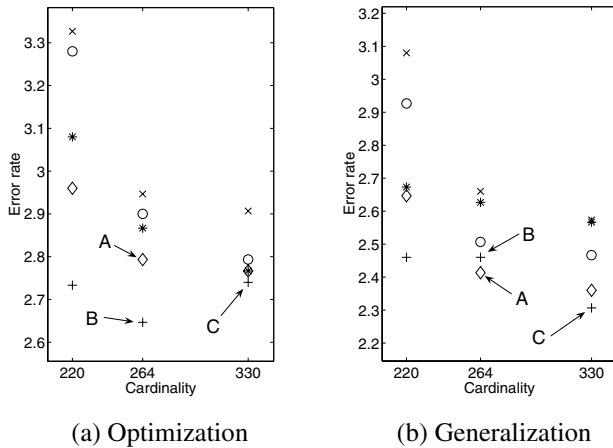 3.3
3.2
3.1
3
2.9
2.8
2.7
2.6
Error rate
A
B
C
220 264 330
Cardinality
(a) Optimization
3.2
3.1
3
2.9
2.8
2.7
2.6
2.5
2.4
2.3
2.2
Error rate
B
A
C
220 264 330
Cardinality
(b) Generalization